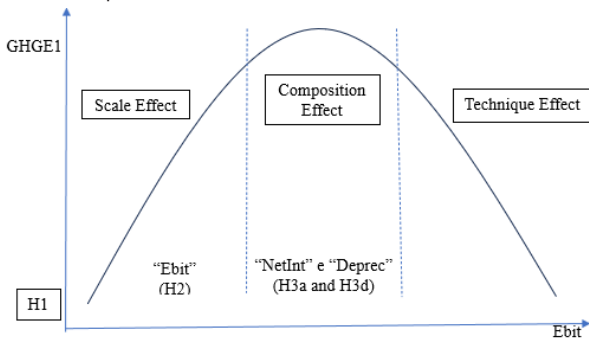 GHGE1
Scale Effect
Composition
Effect
Technique Effect
“Ebit”
(H2)
“NetInt” e “Deprec”
(H3a and H3d)
H1
Ebit